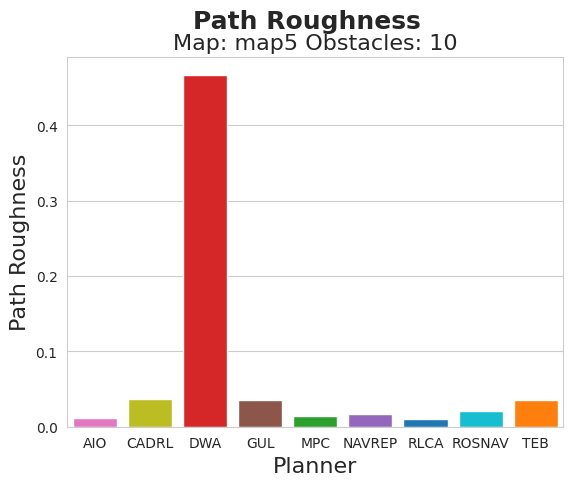 Path Roughness
Map: map5 Obstacles: 10
Path Roughness
0.4
0.3
0.2
0.1
0.0
AIO CADRL DWA GUL MPC NAVREP RLCA ROSNAV TEB
Planner